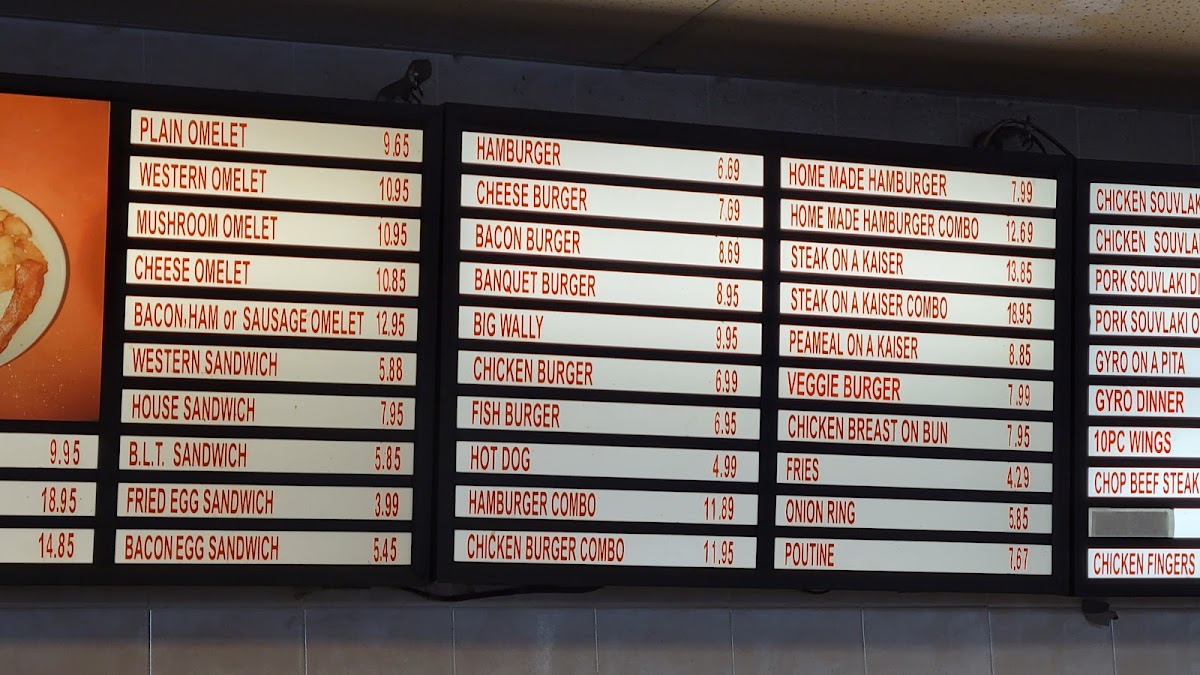 9.95
18.95
14.85
PLAIN OMELET 9.65
WESTERN OMELET 10.95
MUSHROOM OMELET 10.95
CHEESE OMELET 10.85
BACON, HAM or SAUSAGE OMELET 12.95
WESTERN SANDWICH 5.88
HOUSE SANDWICH 7.95
B.L.T. SANDWICH 5.85
FRIED EGG SANDWICH 3.99
BACON EGG SANDWICH 5.45
HAMBURGER 6.69
CHEESE BURGER 7.69
BACON BURGER 8.69
BANQUET BURGER 8.95
BIG WALLY 9.95
CHICKEN BURGER 6.99
FISH BURGER 6.95
HOT DOG 4.99
HAMBURGER COMBO 11.89
CHICKEN BURGER COMBO 11.95
HOME MADE HAMBURGER 7.99
HOME MADE HAMBURGER COMBO 12.69
STEAK ON A KAISER 13.85
STEAK ON A KAISER COMBO 18.95
PEAMEAL ON A KAISER 8.85
VEGGIE BURGER 7.99
CHICKEN BREAST ON BUN 7.95
FRIES 4.29
ONION RING 5.85
POUTINE 7.67
CHICKEN SOUVLAK
CHICKEN SOUVLA
PORK SOUVLAKI DI
PORK SOUVLAKI O
GYRO ON A PITA
GYRO DINNER
10PC WINGS
CHOP BEEF STEAK
CHICKEN FINGERS